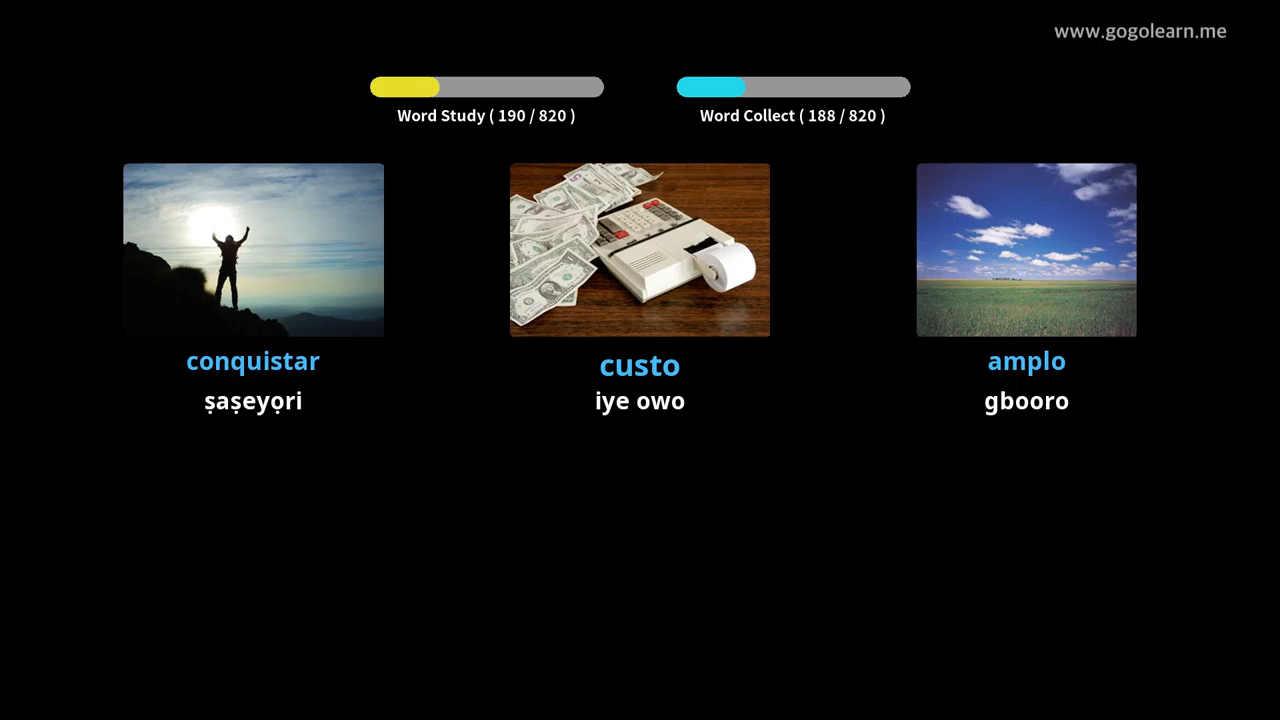 www.gogolearn.me
Word Study ( 190 / 820 )
Word Collect ( 188 / 820 )
conquistar
custo
amplo
ṣaṣeyọri
iye owo
gbooro